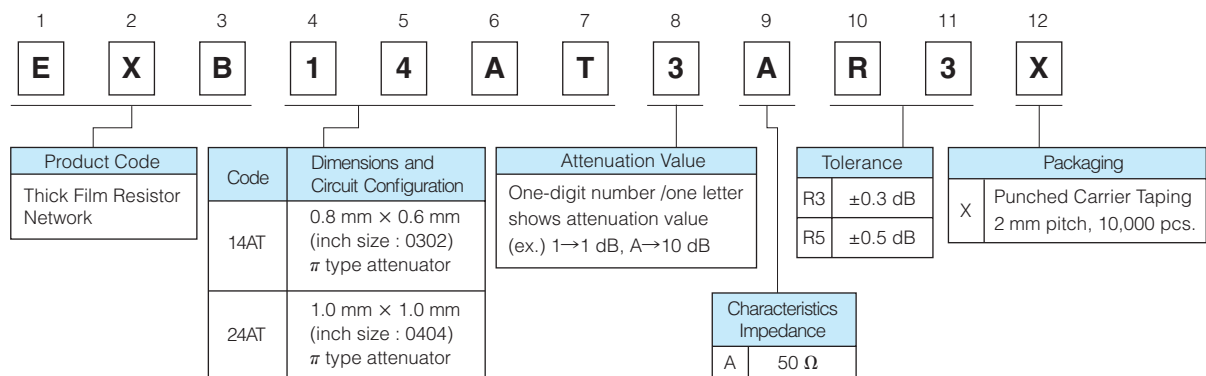 1 2 3 4 5 6 7 8 9 10 11 12
E X B 1 4 A T 3 A R 3 X
Product Code
Thick Film Resistor
Network
Code
Dimensions and
Circuit Configuration
14AT
0.8 mm × 0.6 mm
(inch size : 0302)
π type attenuator
24AT
1.0 mm × 1.0 mm
(inch size : 0404)
π type attenuator
Attenuation Value
One-digit number /one letter
shows attenuation value
(ex.) 1→1 dB, A→10 dB
Characteristics
Impedance
A 50 Ω
Tolerance
R3 ±0.3 dB
R5 ±0.5 dB
Packaging
X
Punched Carrier Taping
2 mm pitch, 10,000 pcs.